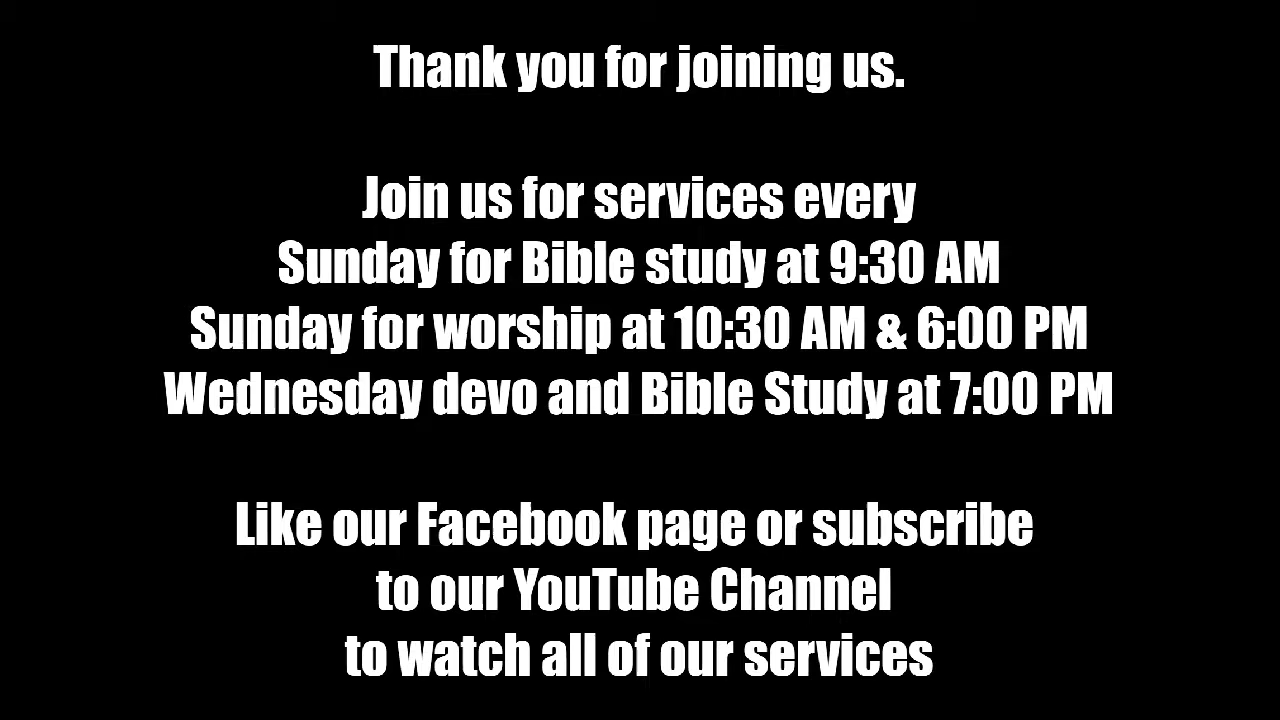 Thank you for joining us.
Join us for services every
Sunday for Bible study at 9:30 AM
Sunday for worship at 10:30 AM & 6:00 PM
Wednesday devo and Bible Study at 7:00 PM
Like our Facebook page or subscribe
to our YouTube Channel
to watch all of our services